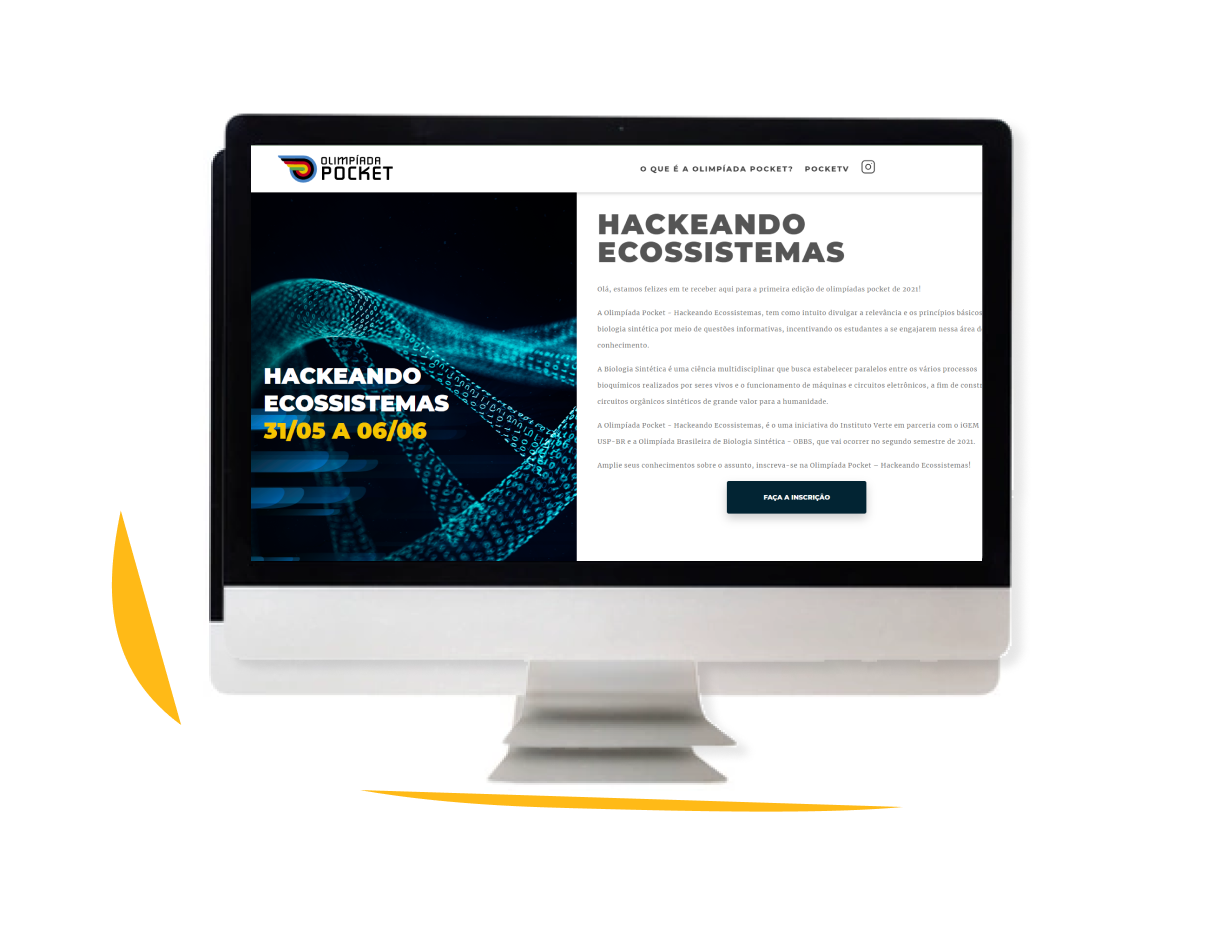 OLIMPÍADA
POCKET
O QUE É A OLIMPÍADA POCKET? POCKETV
HACKEANDO
ECOSSISTEMAS
31/05 A 06/06
HACKEANDO
ECOSSISTEMAS
Olá, estamos felizes em te receber aqui para a primeira edição de olimpíadas pocket de 2021!
A Olimpíada Pocket - Hackeando Ecossistemas, tem como intuito divulgar a relevância e os princípios básicos
biologia sintética por meio de questões informativas, incentivando os estudantes a se engajarem nessa área d
conhecimento.
A Biologia Sintética é uma ciência multidisciplinar que busca estabelecer paralelos entre os vários processos
bioquímicos realizados por seres vivos e o funcionamento de máquinas e circuitos eletrônicos, a fim de constr
circuitos orgânicos sintéticos de grande valor para a humanidade.
A Olimpíada Pocket - Hackeando Ecossistemas, é o uma iniciativa do Instituto Verte em parceria com o iGEM
USP-BR e a Olimpíada Brasileira de Biologia Sintética - OBBS, que vai ocorrer no segundo semestre de 2021.
Amplie seus conhecimentos sobre o assunto, inscreva-se na Olimpíada Pocket – Hackeando Ecossistemas!
FAÇA A INSCRIÇÃO